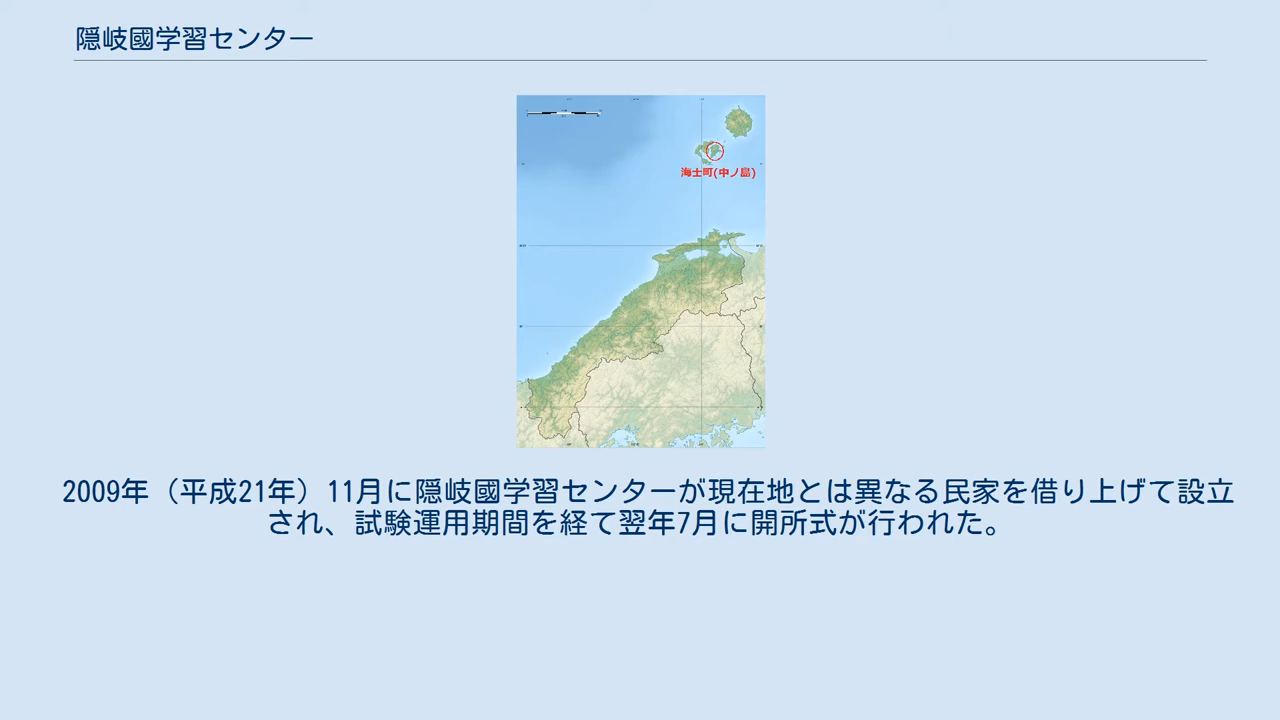 隠岐國学習センター
海士町(中ノ島)
2009年（平成21年）11月に隠岐國学習センターが現在地とは異なる民家を借り上げて設立
され、試験運用期間を経て翌年7月に開所式が行われた。